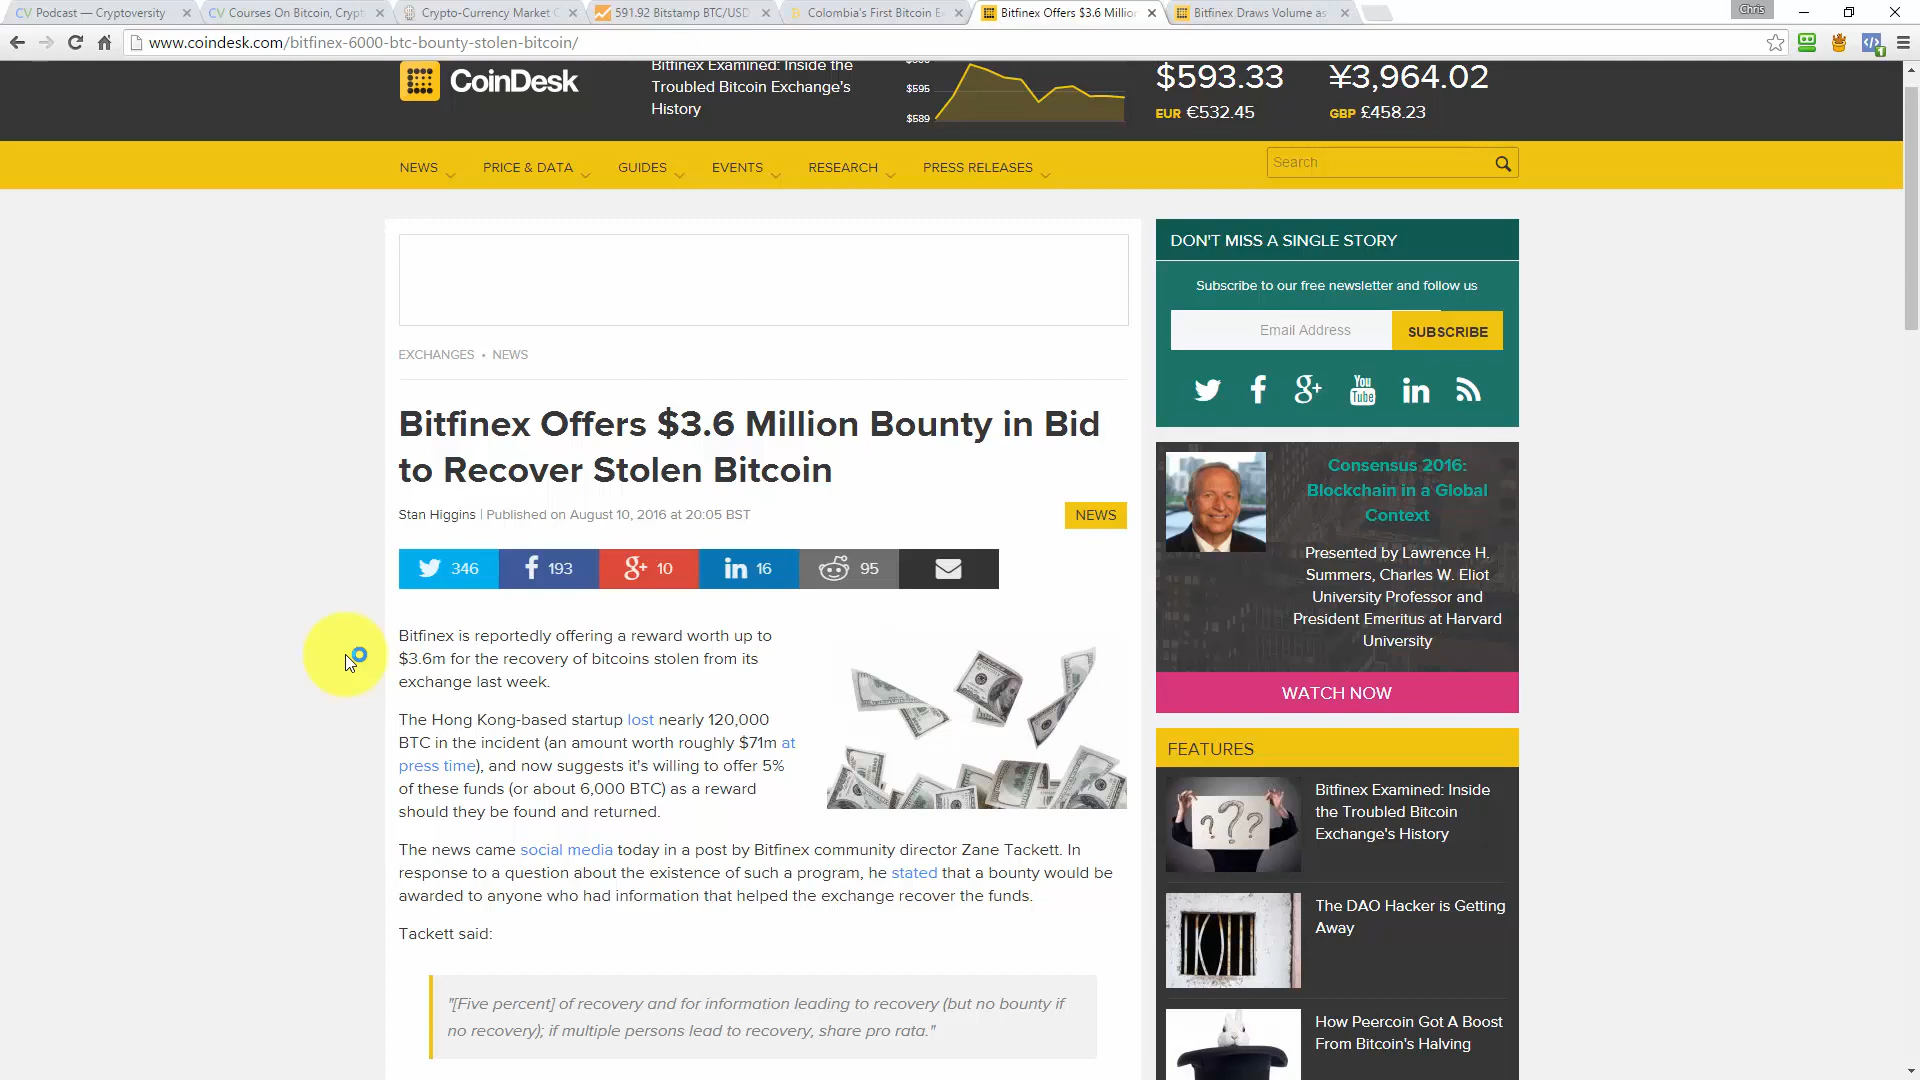 Podcast — Cryptoversity
Courses On Bitcoin, Crypt
Crypto-Currency Market C
591.92 Bitstamp BTC/USD
Colombia's First Bitcoin E
Bitfinex Offers $3.6 Million
Bitfinex Draws Volume as
Chris
www.coindesk.com/bitfinex-6000-btc-bounty-stolen-bitcoin/
CoinDesk
Bitfinex Examined: Inside the
Troubled Bitcoin Exchange's
History
$595
$589
$593.33
¥3,964.02
EUR €532.45
GBP £458.23
NEWS
PRICE & DATA
GUIDES
EVENTS
RESEARCH
PRESS RELEASES
Search
EXCHANGES • NEWS
Bitfinex Offers $3.6 Million Bounty in Bid
to Recover Stolen Bitcoin
Stan Higgins | Published on August 10, 2016 at 20:05 BST
NEWS
346
193
10
16
95
Bitfinex is reportedly offering a reward worth up to
$3.6m for the recovery of bitcoins stolen from its
exchange last week.
The Hong Kong-based startup lost nearly 120,000
BTC in the incident (an amount worth roughly $71m at
press time), and now suggests it's willing to offer 5%
of these funds (or about 6,000 BTC) as a reward
should they be found and returned.
The news came social media today in a post by Bitfinex community director Zane Tackett. In
response to a question about the existence of such a program, he stated that a bounty would be
awarded to anyone who had information that helped the exchange recover the funds.
Tackett said:
"[Five percent] of recovery and for information leading to recovery (but no bounty if
no recovery); if multiple persons lead to recovery, share pro rata."
DON'T MISS A SINGLE STORY
Subscribe to our free newsletter and follow us
Email Address
SUBSCRIBE
You
Tube
Consensus 2016:
Blockchain in a Global
Context
Presented by Lawrence H.
Summers, Charles W. Eliot
University Professor and
President Emeritus at Harvard
University
WATCH NOW
FEATURES
Bitfinex Examined: Inside
the Troubled Bitcoin
Exchange's History
The DAO Hacker is Getting
Away
How Peercoin Got A Boost
From Bitcoin's Halving